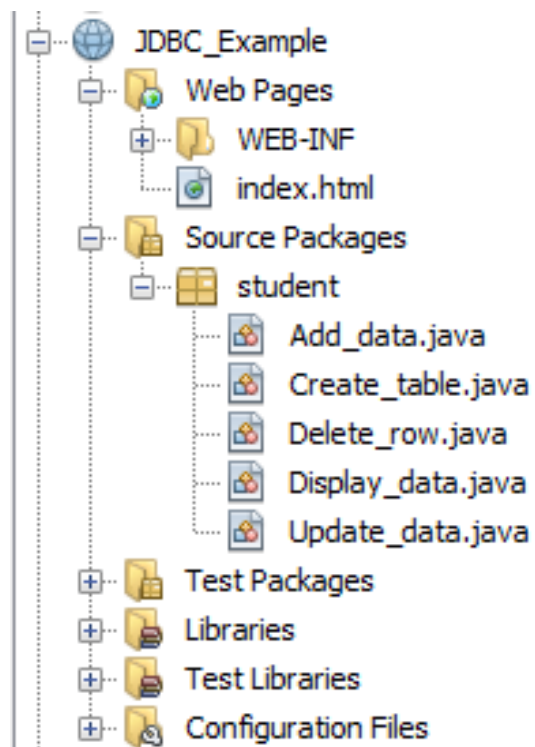 JDBC_Example
Web Pages
WEB-INF
index.html
Source Packages
student
Add_data.java
Create_table.java
Delete_row.java
Display_data.java
Update_data.java
Test Packages
Libraries
Test Libraries
Configuration Files